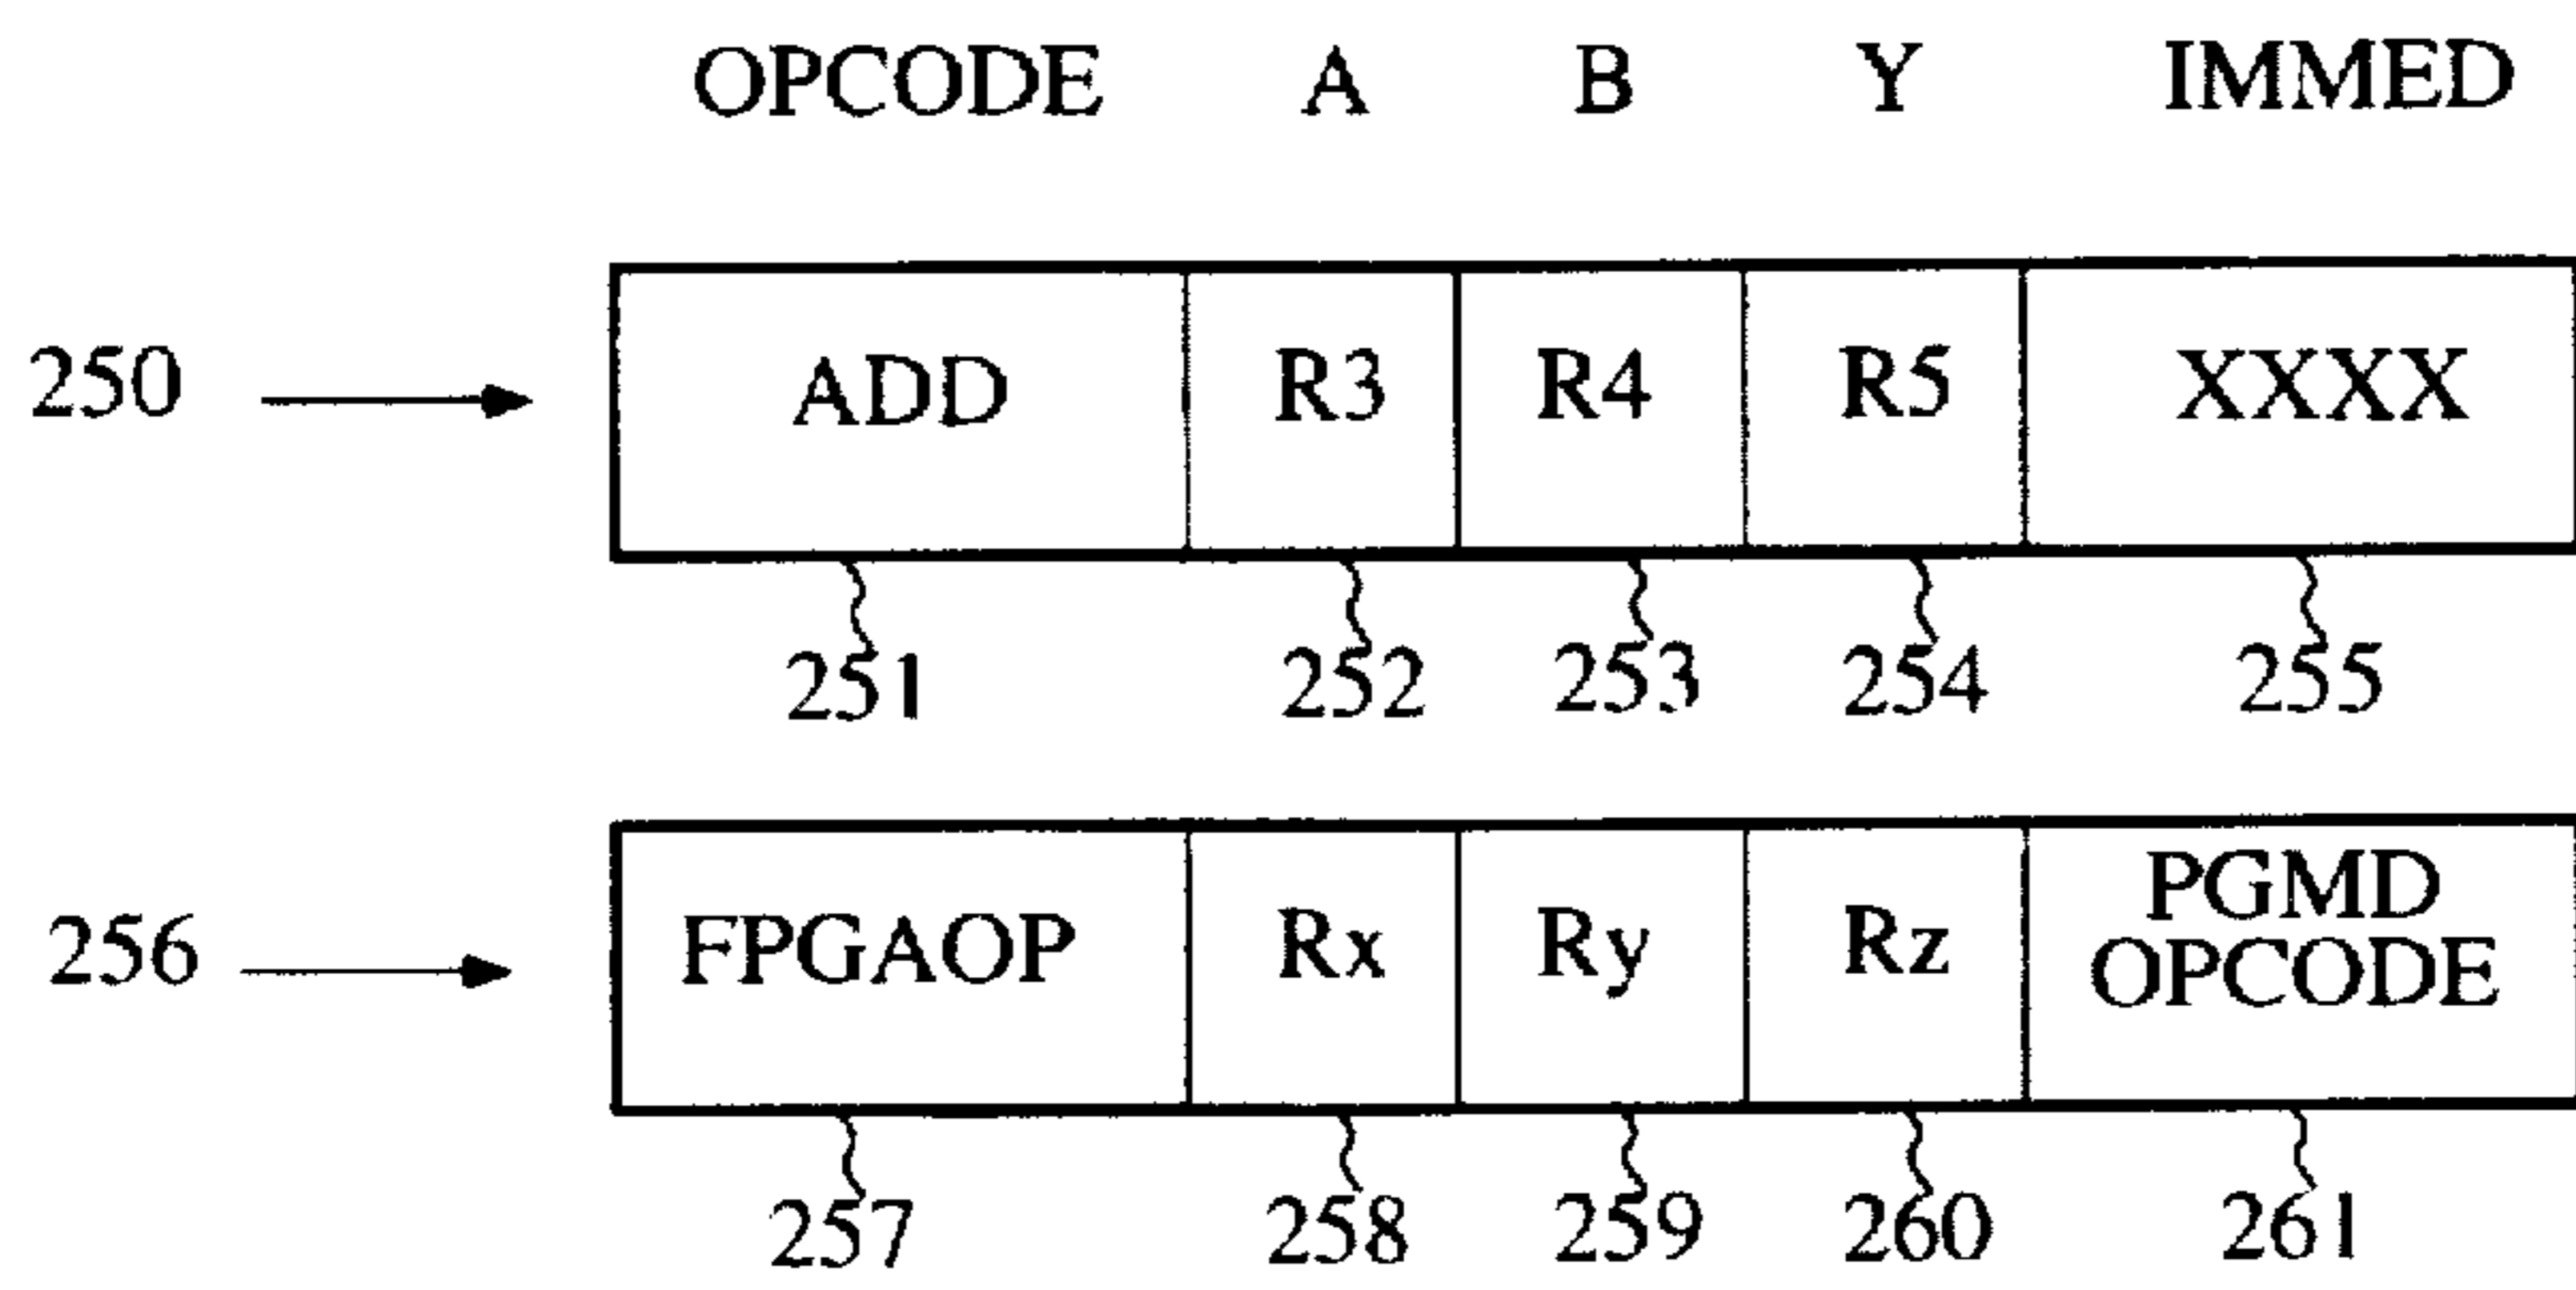 OPCODE A B Y IMMED
250 ADD R3 R4 R5 XXXX
251 252 253 254 255
256 FPGAOP Rx Ry Rz PGMD OPCODE
257 258 259 260 261